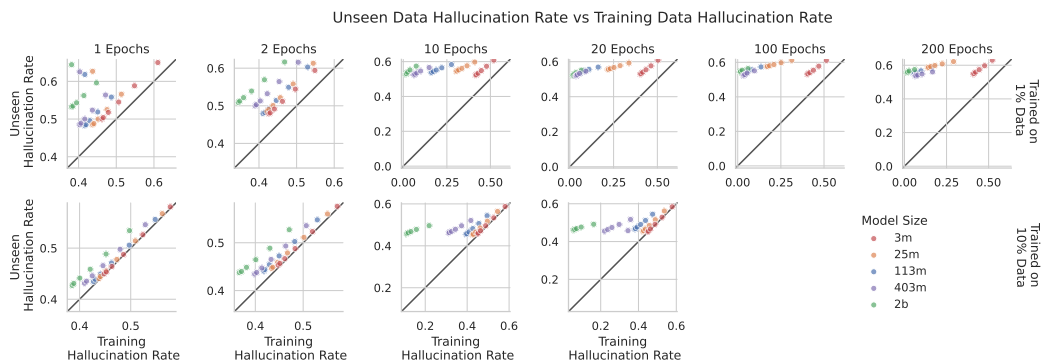 Unseen Data Hallucination Rate vs Training Data Hallucination Rate
1 Epochs
2 Epochs
10 Epochs
20 Epochs
100 Epochs
200 Epochs
Unseen
Hallucination Rate
0.6
0.5
0.4
0.4 0.5 0.6
0.6
0.5
0.4
0.4 0.5 0.6
0.6
0.4
0.2
0.0
0.00 0.25 0.50
0.6
0.4
0.2
0.0
0.00 0.25 0.50
0.6
0.4
0.2
0.0
0.00 0.25 0.50
0.6
0.4
0.2
0.0
0.00 0.25 0.50
Trained on
1% Data
Unseen
Hallucination Rate
0.5
0.4
0.4 0.5
Training
Hallucination Rate
0.5
0.4
0.4 0.5
Training
Hallucination Rate
0.6
0.4
0.2
0.2 0.4 0.6
Training
Hallucination Rate
0.6
0.4
0.2
0.2 0.4 0.6
Training
Hallucination Rate
Model Size
3m
25m
113m
403m
2b
Trained on
10% Data